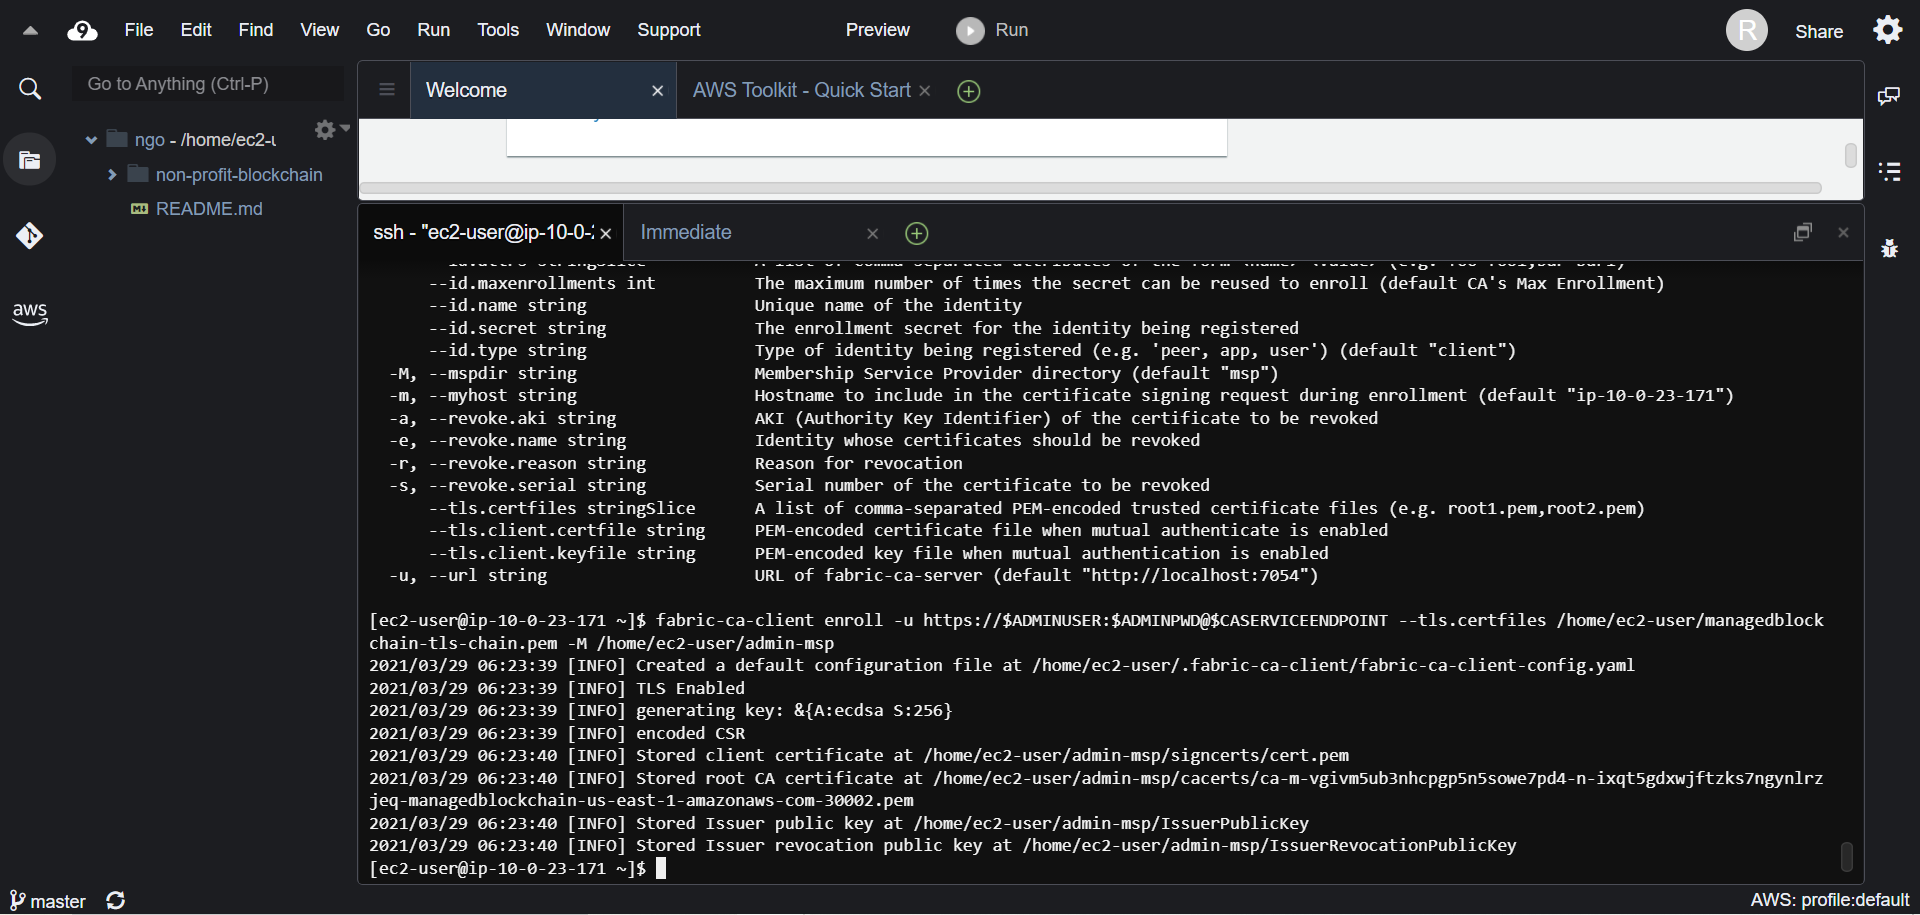 9 File Edit Find View Go Run Tools Window Support Preview Run R Share
Go to Anything (Ctrl-P)
Welcome AWS Toolkit - Quick Start
ngo - /home/ec2-u
non-profit-blockchain
README.md
aws
ssh - "ec2-user@ip-10-0-2 Immediate
--id.maxenrollments int The maximum number of times the secret can be reused to enroll (default CA's Max Enrollment)
--id.name string Unique name of the identity
--id.secret string The enrollment secret for the identity being registered
--id.type string Type of identity being registered (e.g. 'peer, app, user') (default "client")
-M, --mspdir string Membership Service Provider directory (default "msp")
-m, --myhost string Hostname to include in the certificate signing request during enrollment (default "ip-10-0-23-171")
-a, --revoke.aki string AKI (Authority Key Identifier) of the certificate to be revoked
-e, --revoke.name string Identity whose certificates should be revoked
-r, --revoke.reason string Reason for revocation
-s, --revoke.serial string Serial number of the certificate to be revoked
--tls.certfiles stringSlice A list of comma-separated PEM-encoded trusted certificate files (e.g. root1.pem,root2.pem)
--tls.client.certfile string PEM-encoded certificate file when mutual authenticate is enabled
--tls.client.keyfile string PEM-encoded key file when mutual authentication is enabled
-u, --url string URL of fabric-ca-server (default "http://localhost:7054")
[ec2-user@ip-10-0-23-171 ~]$ fabric-ca-client enroll -u https://$ADMINUSER:$ADMINPWD@$CASERVICEENDPOINT --tls.certfiles /home/ec2-user/managedblock
chain-tls-chain.pem -M /home/ec2-user/admin-msp
2021/03/29 06:23:39 [INFO] Created a default configuration file at /home/ec2-user/.fabric-ca-client/fabric-ca-client-config.yaml
2021/03/29 06:23:39 [INFO] TLS Enabled
2021/03/29 06:23:39 [INFO] generating key: &{A:ecdsa S:256}
2021/03/29 06:23:39 [INFO] encoded CSR
2021/03/29 06:23:40 [INFO] Stored client certificate at /home/ec2-user/admin-msp/signcerts/cert.pem
2021/03/29 06:23:40 [INFO] Stored root CA certificate at /home/ec2-user/admin-msp/cacerts/ca-m-vgivm5ub3nhcpgp5n5sowe7pd4-n-ixqt5gdxwjftzks7ngynlrz
jeq-managedblockchain-us-east-1-amazonaws-com-30002.pem
2021/03/29 06:23:40 [INFO] Stored Issuer public key at /home/ec2-user/admin-msp/IssuerPublicKey
2021/03/29 06:23:40 [INFO] Stored Issuer revocation public key at /home/ec2-user/admin-msp/IssuerRevocationPublicKey
[ec2-user@ip-10-0-23-171 ~]$
master AWS: profile:default